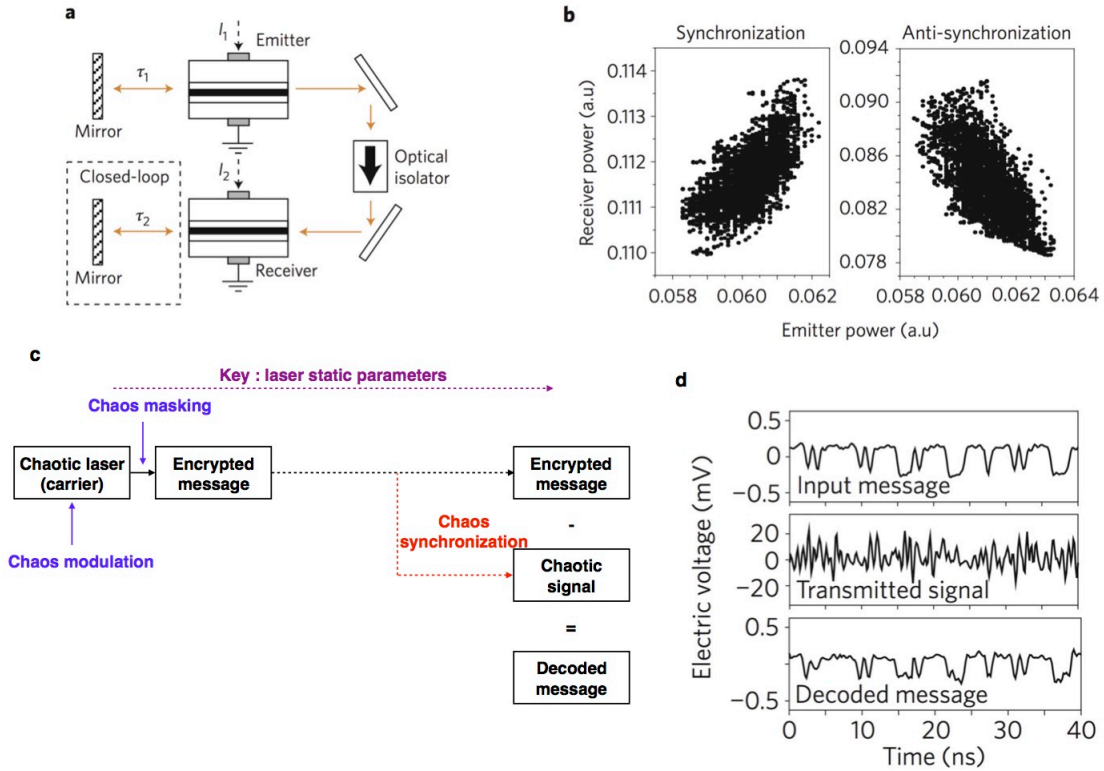 a
I1
Emitter
τ1
Mirror
Closed-loop
I2
Optical
isolator
τ2
Mirror
Receiver
b
Synchronization
Anti-synchronization
Receiver power (a.u)
0.114
0.113
0.112
0.111
0.110
0.058
0.060
0.062
0.094
0.090
0.086
0.082
0.078
0.058
0.060
0.062
0.064
Emitter power (a.u)
c
Key : laser static parameters
Chaos masking
Chaotic laser
(carrier)
Encrypted
message
Encrypted
message
Chaos
synchronization
-
Chaos modulation
Chaotic
signal
=
Decoded
message
d
Electric voltage (mV)
0.5
0
−0.5
Input message
20
0
−20
Transmitted signal
0.5
−0.5
Decoded message
0
10
20
30
40
Time (ns)